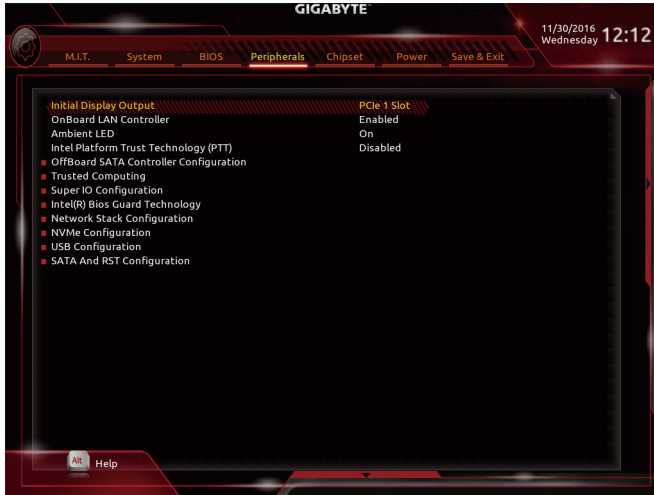 GIGABYTE
11/30/2016
Wednesday
12:12
M.I.T. System BIOS Peripherals Chipset Power Save & Exit
Initial Display Output PCIe 1 Slot
OnBoard LAN Controller Enabled
Ambient LED On
Intel Platform Trust Technology (PTT) Disabled
OffBoard SATA Controller Configuration
Trusted Computing
Super IO Configuration
Intel(R) Bios Guard Technology
Network Stack Configuration
NVMe Configuration
USB Configuration
SATA And RST Configuration
Alt Help